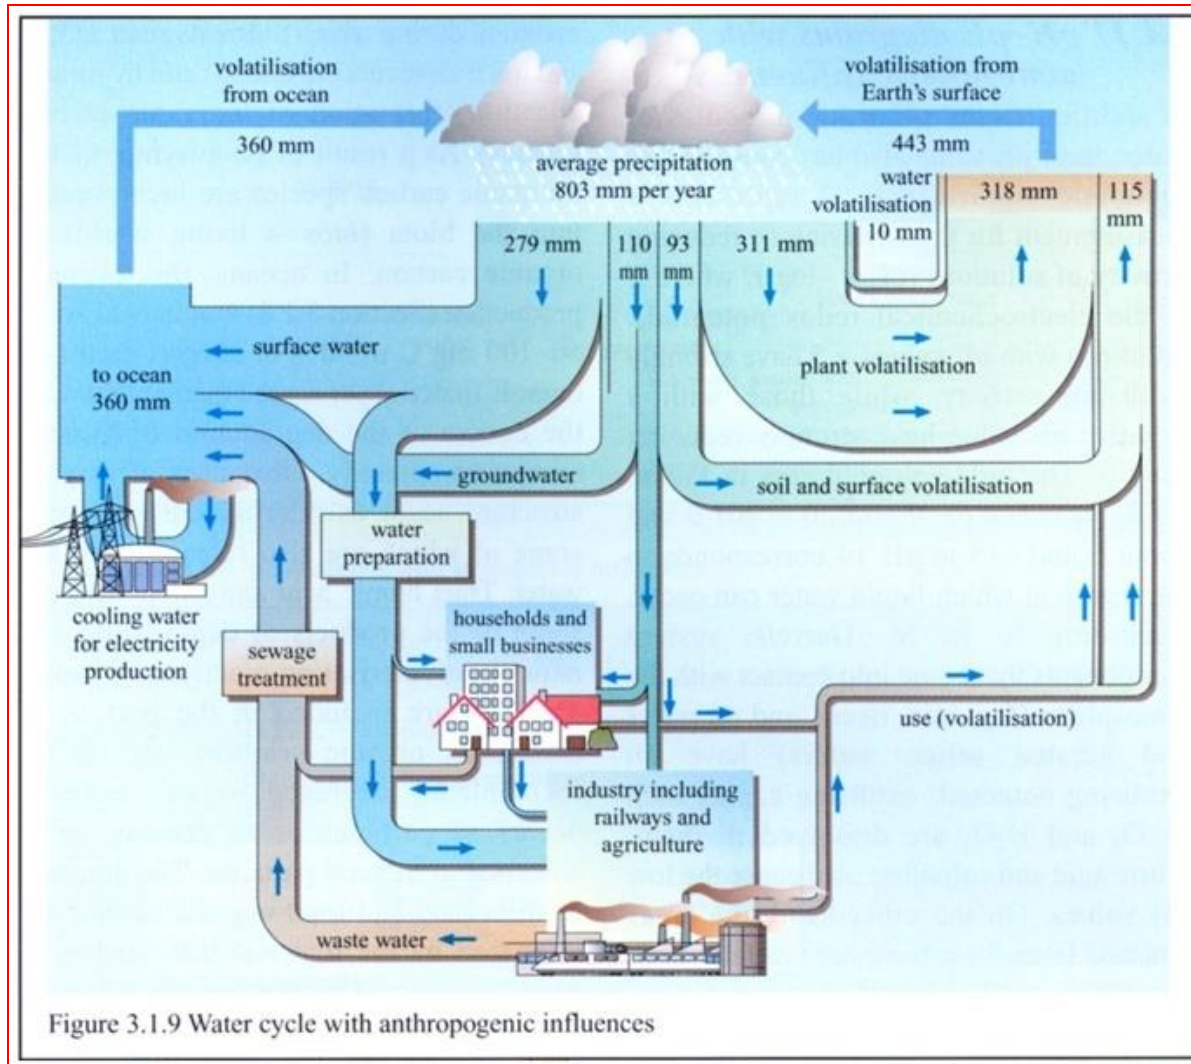 volatilisation
from ocean
360 mm
volatilisation from
Earth's surface
443 mm
average precipitation
803 mm per year
water
volatilisation
10 mm
318 mm
115
mm
279 mm
110
mm
93
mm
311 mm
surface water
to ocean
360 mm
plant volatilisation
groundwater
soil and surface volatilisation
water
preparation
cooling water
for electricity
production
sewage
treatment
households and
small businesses
use (volatilisation)
industry including
railways and
agriculture
waste water
Figure 3.1.9 Water cycle with anthropogenic influences